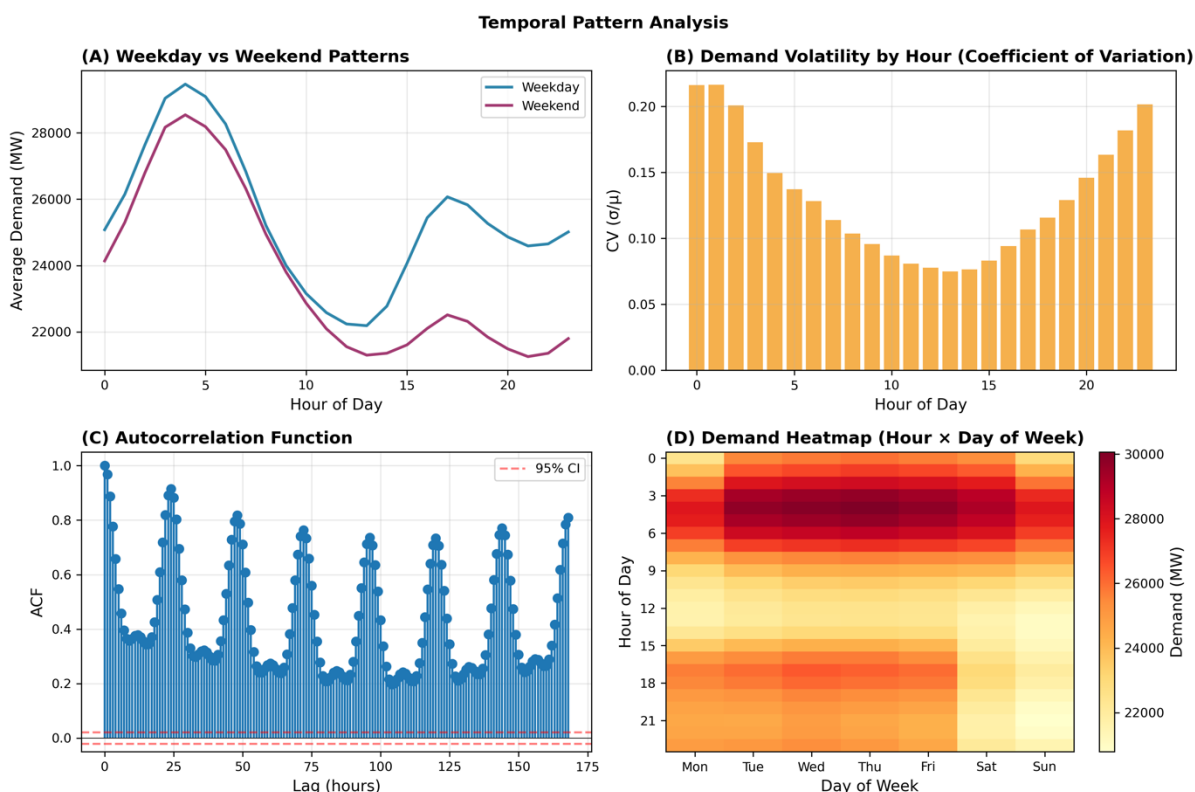 Temporal Pattern Analysis
(A) Weekday vs Weekend Patterns
Average Demand (MW)
28000
26000
24000
22000
Weekday
Weekend
0 5 10 15 20
Hour of Day
(B) Demand Volatility by Hour (Coefficient of Variation)
CV (σ/μ)
0.20
0.15
0.10
0.05
0.00
0 5 10 15 20
Hour of Day
(C) Autocorrelation Function
ACF
1.0
0.8
0.6
0.4
0.2
0.0
95% CI
0 25 50 75 100 125 150 175
Lag (hours)
(D) Demand Heatmap (Hour × Day of Week)
Hour of Day
0
3
6
9
12
15
18
21
Mon Tue Wed Thu Fri Sat Sun
Day of Week
30000
28000
26000
24000
22000
Demand (MW)